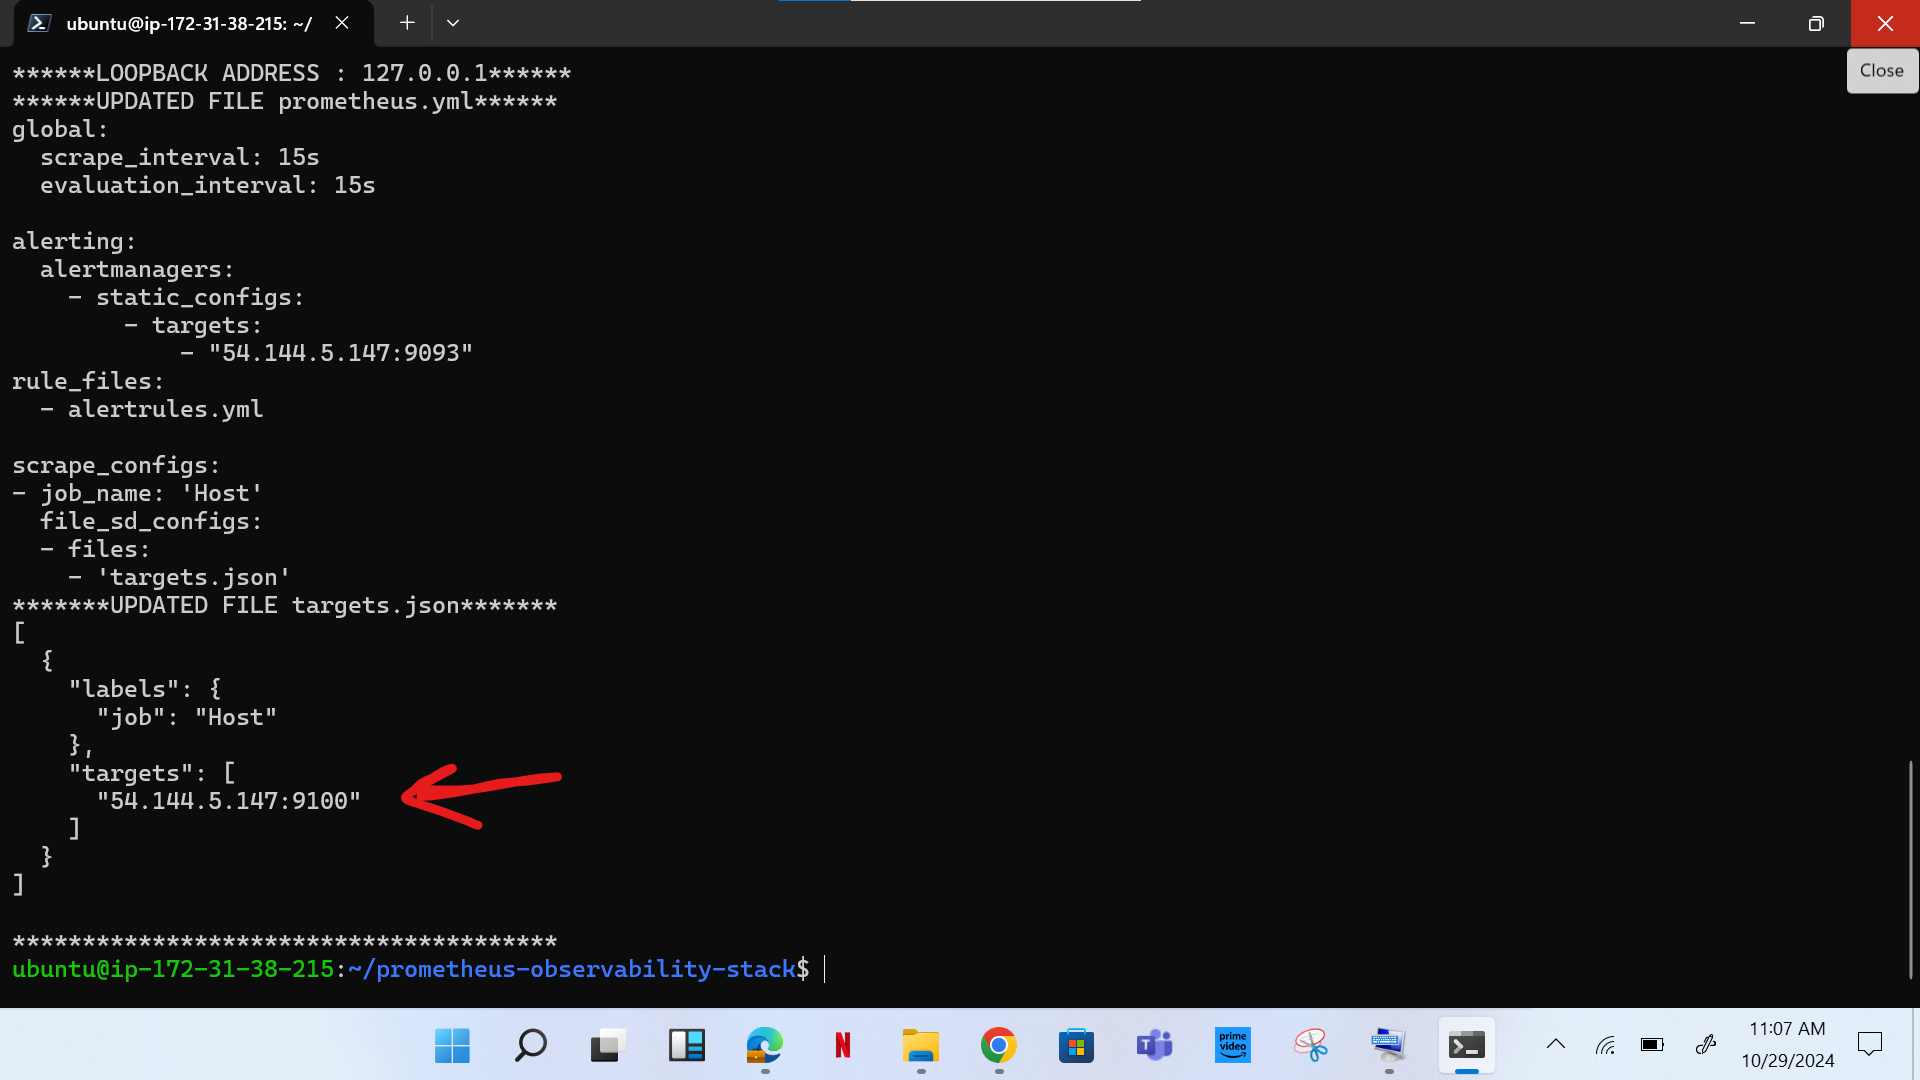 ubuntu@ip-172-31-38-215: ~/
Close
******LOOPBACK ADDRESS : 127.0.0.1******
******UPDATED FILE prometheus.yml******
global:
  scrape_interval: 15s
  evaluation_interval: 15s

alerting:
  alertmanagers:
    - static_configs:
        - targets:
            - "54.144.5.147:9093"
rule_files:
  - alertrules.yml

scrape_configs:
- job_name: 'Host'
  file_sd_configs:
  - files:
    - 'targets.json'
*******UPDATED FILE targets.json*******
[
  {
    "labels": {
      "job": "Host"
    },
    "targets": [
      "54.144.5.147:9100"
    ]
  }
]

***************************************
ubuntu@ip-172-31-38-215:~/prometheus-observability-stack$
N
T
prime
video
11:07 AM
10/29/2024